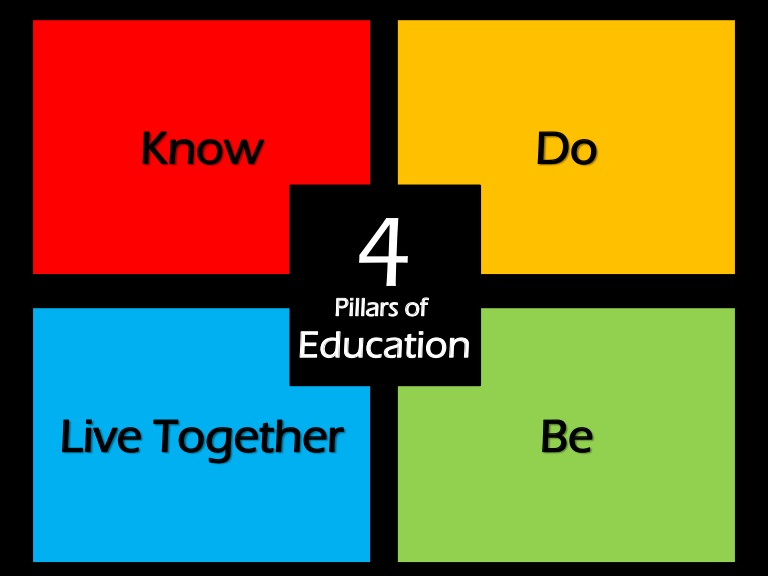 Know
Do
4
Pillars of
Education
Live Together
Be